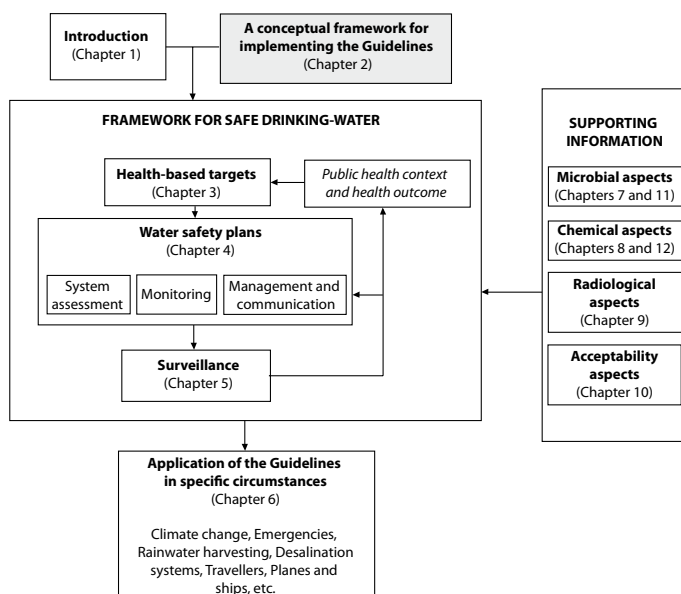 Introduction
(Chapter 1)
A conceptual framework for
implementing the Guidelines
(Chapter 2)
FRAMEWORK FOR SAFE DRINKING-WATER
Health-based targets
(Chapter 3)
Public health context
and health outcome
Water safety plans
(Chapter 4)
System
assessment
Monitoring
Management and
communication
Surveillance
(Chapter 5)
SUPPORTING
INFORMATION
Microbial aspects
(Chapters 7 and 11)
Chemical aspects
(Chapters 8 and 12)
Radiological
aspects
(Chapter 9)
Acceptability
aspects
(Chapter 10)
Application of the Guidelines
in specific circumstances
(Chapter 6)
Climate change, Emergencies,
Rainwater harvesting, Desalination
systems, Travellers, Planes and
ships, etc.